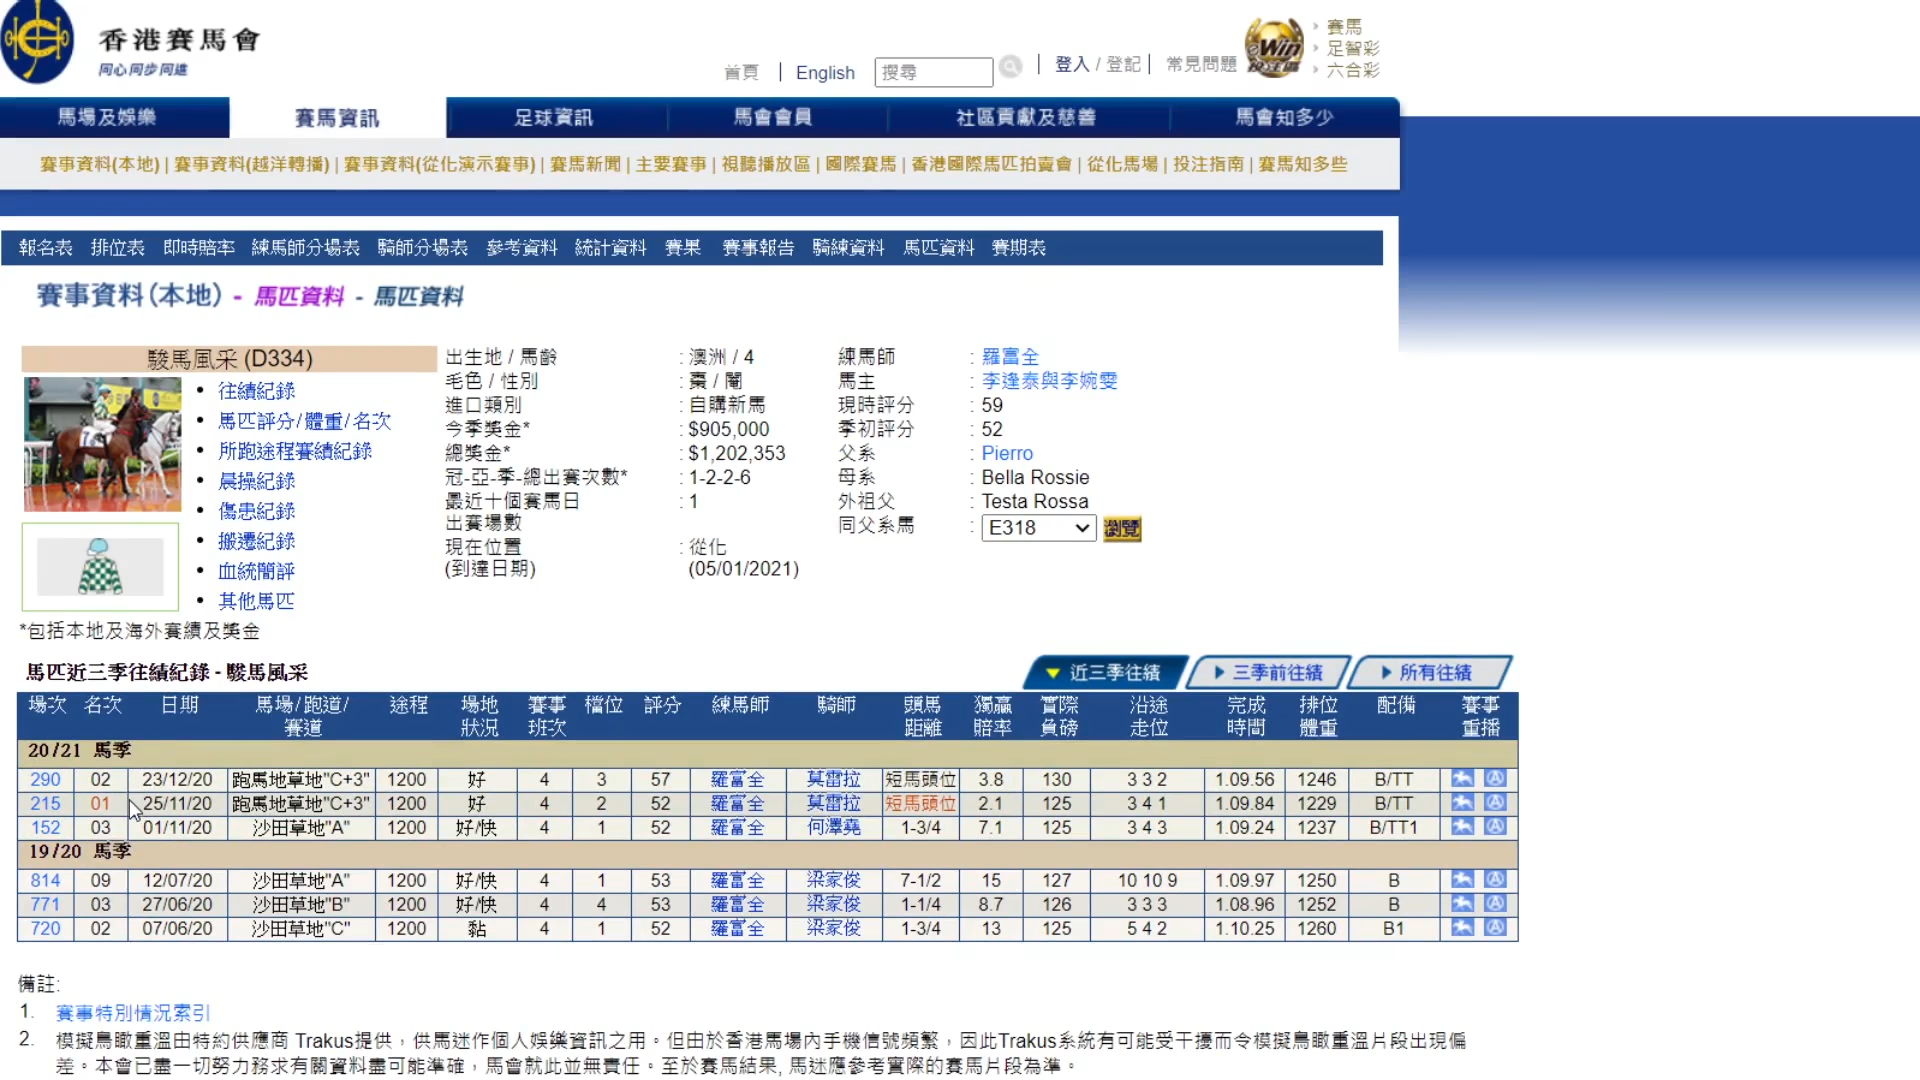 香港賽馬會
同心同步同進
首頁 | English 搜尋 | 登入 / 登記 | 常見問題
eWin
賽馬
足智彩
六合彩
馬場及娛樂 賽馬資訊 足球資訊 馬會會員 社區貢獻及慈善 馬會知多少
賽事資料(本地) | 賽事資料(越洋轉播) | 賽事資料(從化演示賽事) | 賽馬新聞 | 主要賽事 | 視聽播放區 | 國際賽馬 | 香港國際馬匹拍賣會 | 從化馬場 | 投注指南 | 賽馬知多些
報名表 排位表 即時賠率 練馬師分場表 騎師分場表 參考資料 統計資料 賽果 賽事報告 騎練資料 馬匹資料 賽期表
賽事資料(本地) - 馬匹資料 - 馬匹資料
駿馬風采 (D334)
• 往績紀錄
• 馬匹評分/體重/名次
• 所跑途程賽績紀錄
• 晨操紀錄
• 傷患紀錄
• 搬遷紀錄
• 血統簡評
• 其他馬匹
出生地 / 馬齡 : 澳洲 / 4
毛色 / 性別 : 棗 / 閹
進口類別 : 自購新馬
今季獎金* : $905,000
總獎金* : $1,202,353
冠-亞-季-總出賽次數* : 1-2-2-6
最近十個賽馬日 : 1
出賽場數
現在位置 : 從化
(到達日期) (05/01/2021)
練馬師 : 羅富全
馬主 : 李逢泰與李婉雯
現時評分 : 59
季初評分 : 52
父系 : Pierro
母系 : Bella Rossie
外祖父 : Testa Rossa
同父系馬 : E318 瀏覽
*包括本地及海外賽績及獎金
馬匹近三季往績紀錄 - 駿馬風采
近三季往績 三季前往績 所有往績
場次 名次 日期 馬場/跑道/賽道 途程 場地狀況 賽事班次 檔位 評分 練馬師 騎師 頭馬距離 獨贏賠率 實際負磅 沿途走位 完成時間 排位體重 配備 賽事重播
20/21 馬季
290 02 23/12/20 跑馬地草地"C+3" 1200 好 4 3 57 羅富全 莫雷拉 短馬頭位 3.8 130 3 3 2 1.09.56 1246 B/TT
215 01 25/11/20 跑馬地草地"C+3" 1200 好 4 2 52 羅富全 莫雷拉 短馬頭位 2.1 125 3 4 1 1.09.84 1229 B/TT
152 03 01/11/20 沙田草地"A" 1200 好/快 4 1 52 羅富全 何澤堯 1-3/4 7.1 125 3 4 3 1.09.24 1237 B/TT1
19/20 馬季
814 09 12/07/20 沙田草地"A" 1200 好/快 4 1 53 羅富全 梁家俊 7-1/2 15 127 10 10 9 1.09.97 1250 B
771 03 27/06/20 沙田草地"B" 1200 好/快 4 4 53 羅富全 梁家俊 1-1/4 8.7 126 3 3 3 1.08.96 1252 B
720 02 07/06/20 沙田草地"C" 1200 黏 4 1 52 羅富全 梁家俊 1-3/4 13 125 5 4 2 1.10.25 1260 B1
備註:
1. 賽事特別情況索引
2. 模擬鳥瞰重溫由特約供應商 Trakus提供，供馬迷作個人娛樂資訊之用。但由於香港馬場內手機信號頻繁，因此Trakus系統有可能受干擾而令模擬鳥瞰重溫片段出現偏
差。本會已盡一切努力務求有關資料盡可能準確，馬會就此並無責任。至於賽馬結果, 馬迷應參考實際的賽馬片段為準。